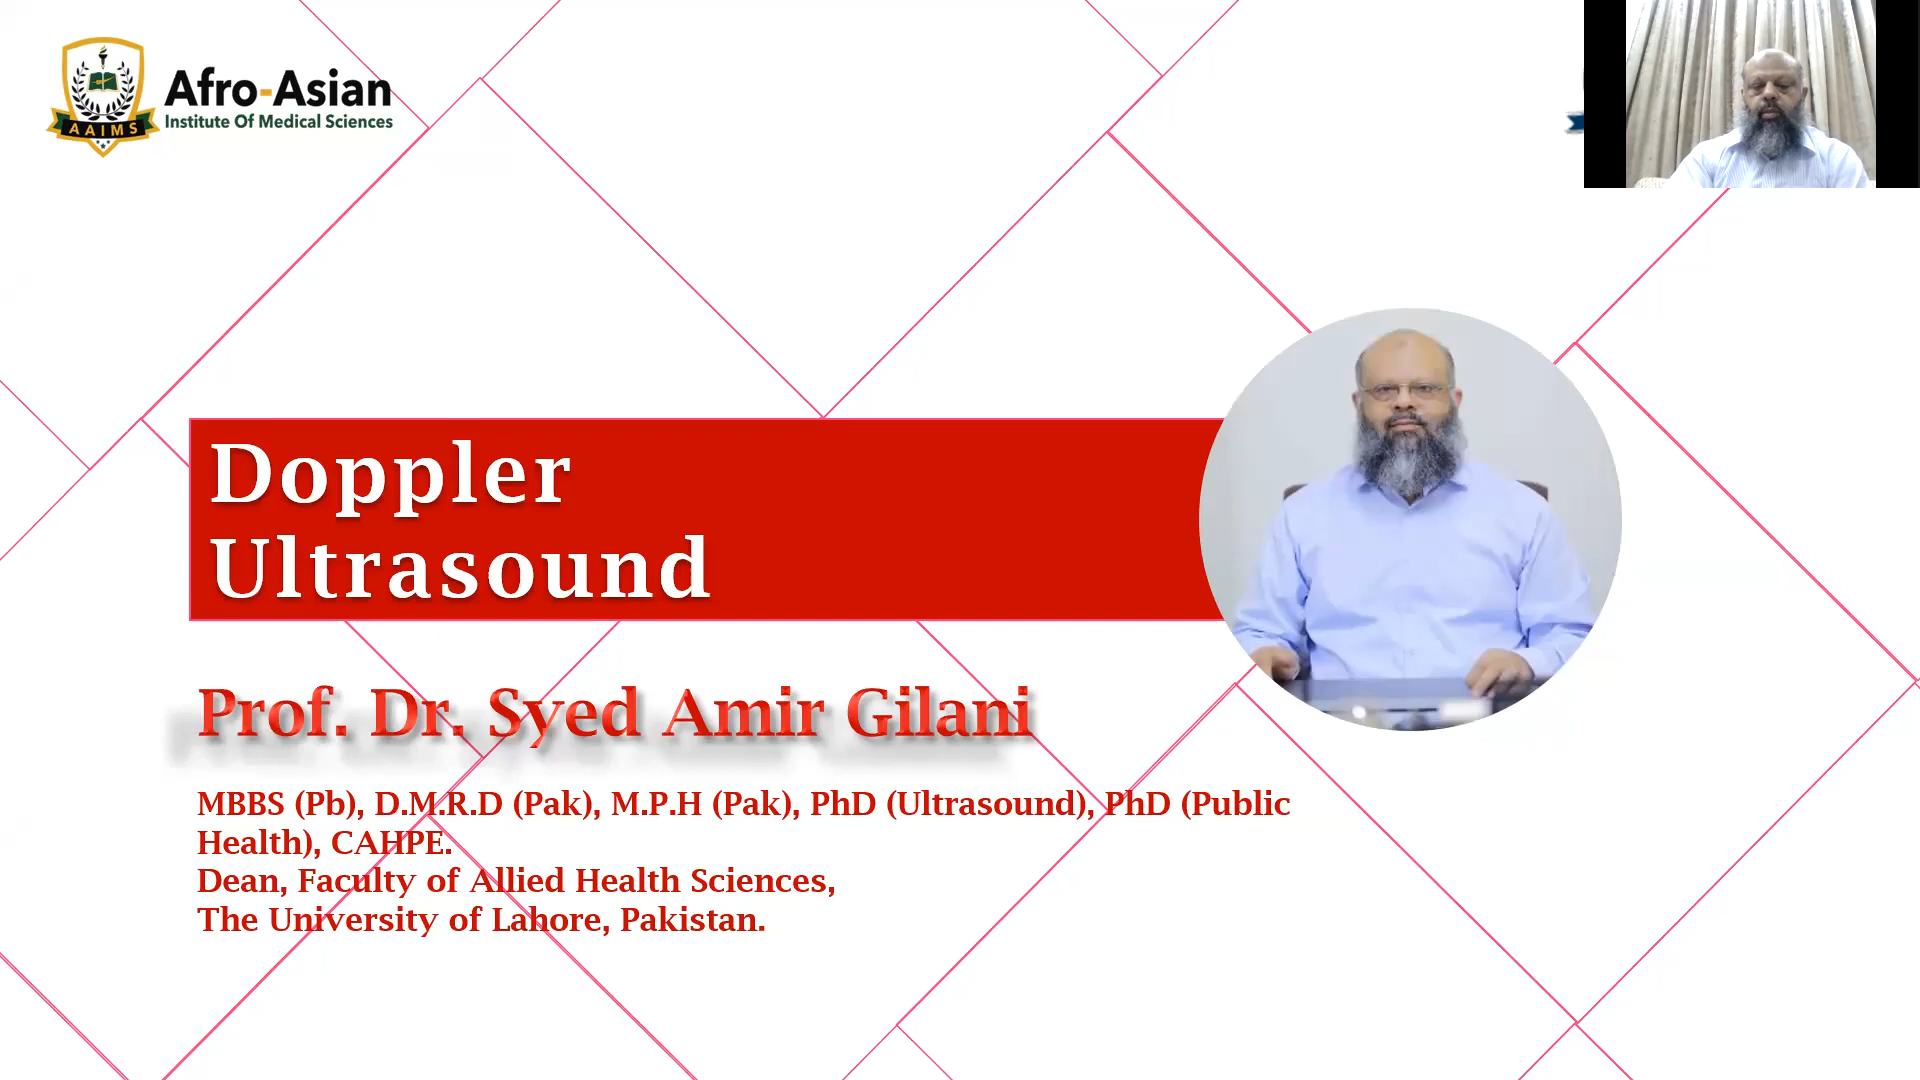 Afro-Asian
Institute Of Medical Sciences
AAIMS
Doppler
Ultrasound
Prof. Dr. Syed Amir Gilani
MBBS (Pb), D.M.R.D (Pak), M.P.H (Pak), PhD (Ultrasound), PhD (Public
Health), CAHPE.
Dean, Faculty of Allied Health Sciences,
The University of Lahore, Pakistan.